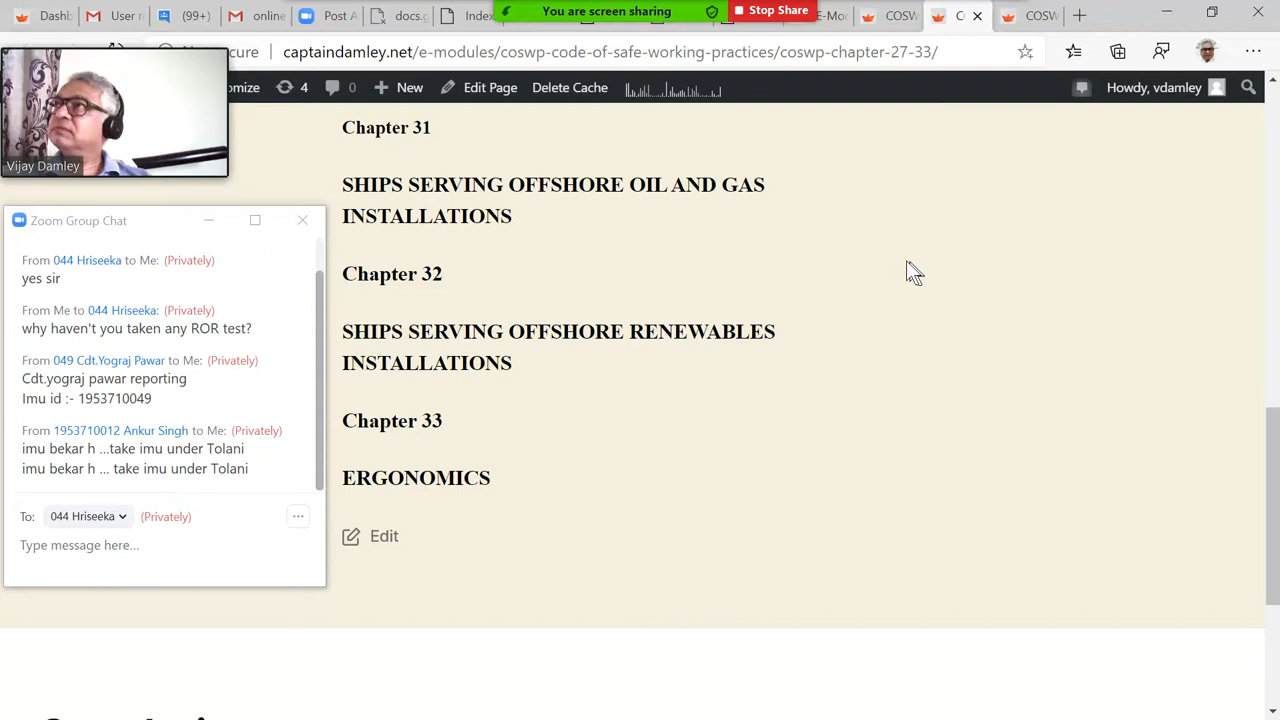 Dashb
User r
(99+)
online
Post A
docs.g
Index
You are screen sharing
Stop Share
E-Moc
COSW
C
COSW
captaindamley.net/e-modules/coswp-code-of-safe-working-practices/coswp-chapter-27-33/
4
0
New
Edit Page
Delete Cache
Howdy, vdamley
Vijay Damley
Zoom Group Chat
From 044 Hriseeka to Me: (Privately)
yes sir
From Me to 044 Hriseeka: (Privately)
why haven't you taken any ROR test?
From 049 Cdt.Yograj Pawar to Me: (Privately)
Cdt.yograj pawar reporting
Imu id :- 1953710049
From 1953710012 Ankur Singh to Me: (Privately)
imu bekar h ...take imu under Tolani
imu bekar h ... take imu under Tolani
To: 044 Hriseeka (Privately)
Type message here...
Chapter 31
SHIPS SERVING OFFSHORE OIL AND GAS
INSTALLATIONS
Chapter 32
SHIPS SERVING OFFSHORE RENEWABLES
INSTALLATIONS
Chapter 33
ERGONOMICS
Edit